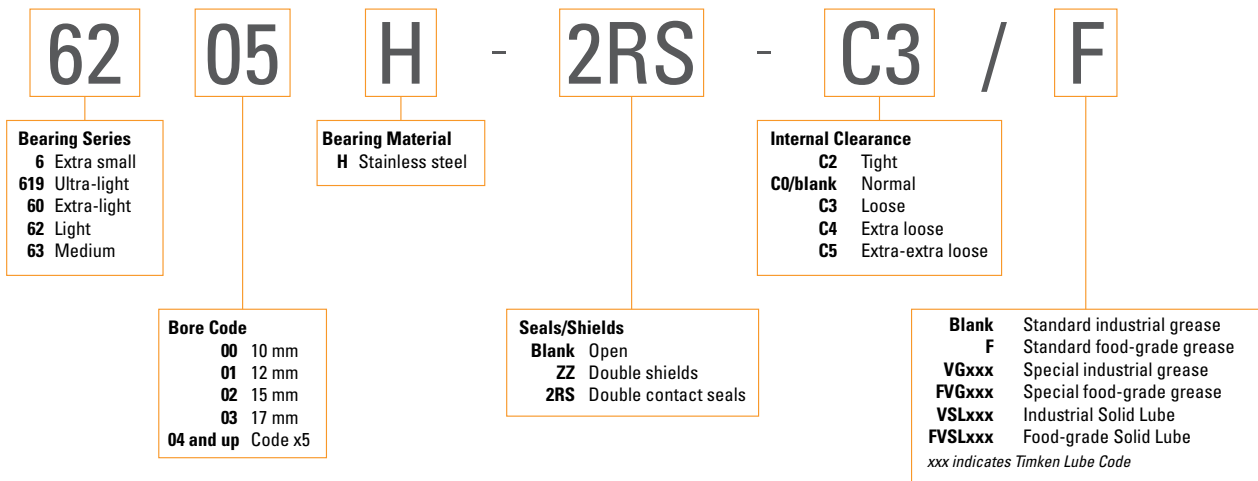 62 05 H - 2RS - C3 / F
Bearing Series
6 Extra small
619 Ultra-light
60 Extra-light
62 Light
63 Medium
Bearing Material
H Stainless steel
Internal Clearance
C2 Tight
C0/blank Normal
C3 Loose
C4 Extra loose
C5 Extra-extra loose
Bore Code
00 10 mm
01 12 mm
02 15 mm
03 17 mm
04 and up Code x5
Seals/Shields
Blank Open
ZZ Double shields
2RS Double contact seals
Blank Standard industrial grease
F Standard food-grade grease
VGxxx Special industrial grease
FVGxxx Special food-grade grease
VSLxxx Industrial Solid Lube
FVSLxxx Food-grade Solid Lube
xxx indicates Timken Lube Code